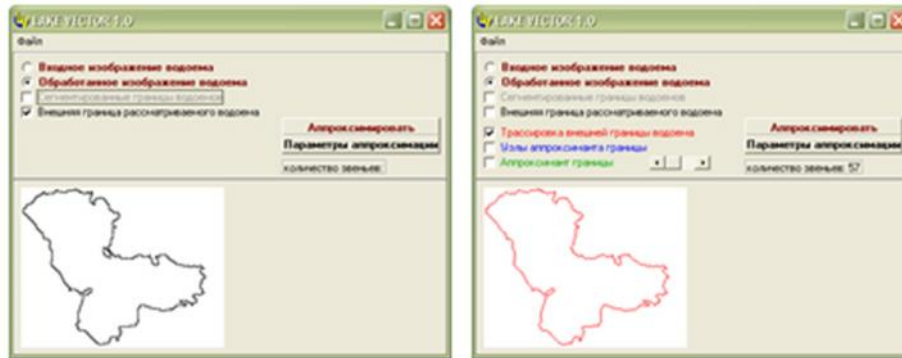 LAKE VECTOR 1.0
Файл
Входное изображение водоема
Обработанное изображение водоема
Сегментированные границы водоемов
Внешняя граница рассматриваемого водоема
Аппроксимировать
Параметры аппроксимации
количество звеньев:
LAKE VECTOR 1.0
Файл
Входное изображение водоема
Обработанное изображение водоема
Сегментированные границы водоемов
Внешняя граница рассматриваемого водоема
Трассировка внешней границы водоема
Узлы аппроксиманта границы
Аппроксимант границы
Аппроксимировать
Параметры аппроксимации
количество звеньев: 57